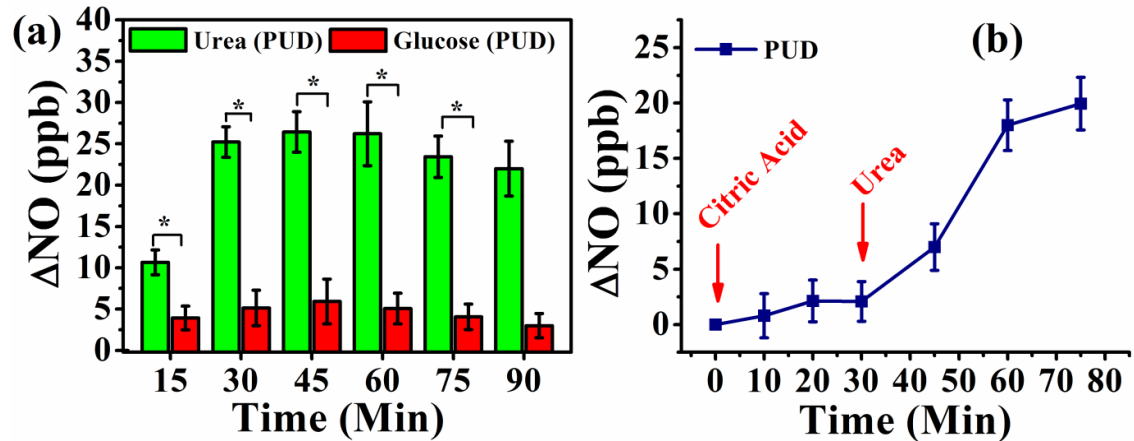 (a)
Urea (PUD) Glucose (PUD)
ΔNO (ppb)
40
35
30
25
20
15
10
5
0
* * * * *
15 30 45 60 75 90
Time (Min)
(b)
PUD
ΔNO (ppb)
25
20
15
10
5
0
Citric Acid
Urea
0 10 20 30 40 50 60 70 80
Time (Min)